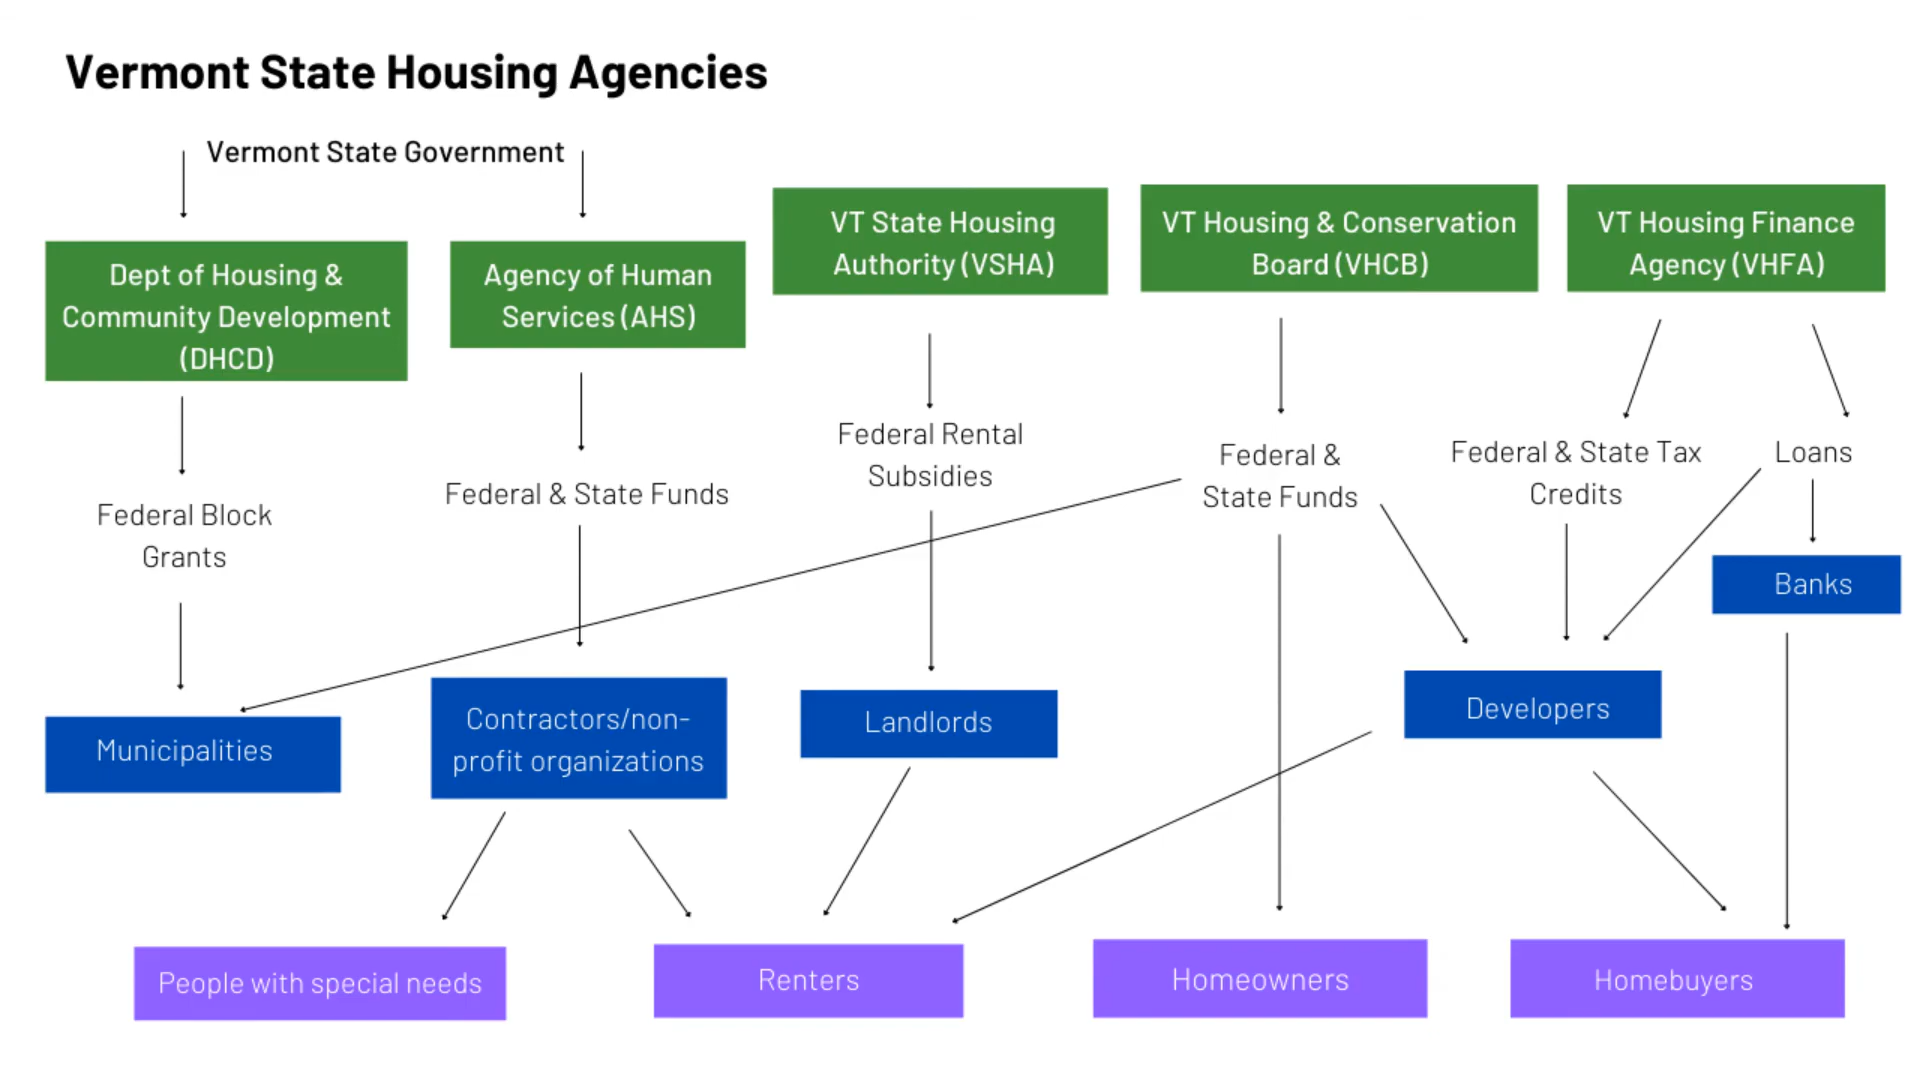 Vermont State Housing Agencies
Vermont State Government
Dept of Housing &
Community Development
(DHCD)
Agency of Human
Services (AHS)
VT State Housing
Authority (VSHA)
VT Housing & Conservation
Board (VHCB)
VT Housing Finance
Agency (VHFA)
Federal Block
Grants
Federal & State Funds
Federal Rental
Subsidies
Federal &
State Funds
Federal & State Tax
Credits
Loans
Banks
Municipalities
Contractors/non-
profit organizations
Landlords
Developers
People with special needs
Renters
Homeowners
Homebuyers